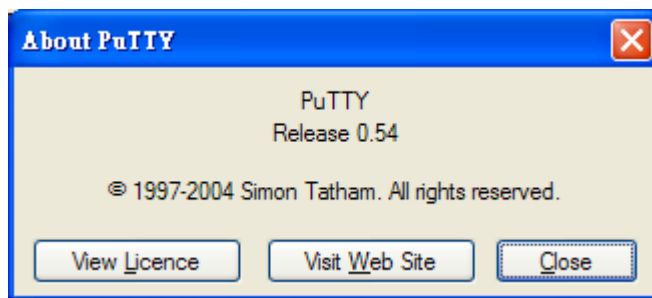 About PuTTY
PuTTY
Release 0.54
© 1997-2004 Simon Tatham. All rights reserved.
View Licence
Visit Web Site
Close